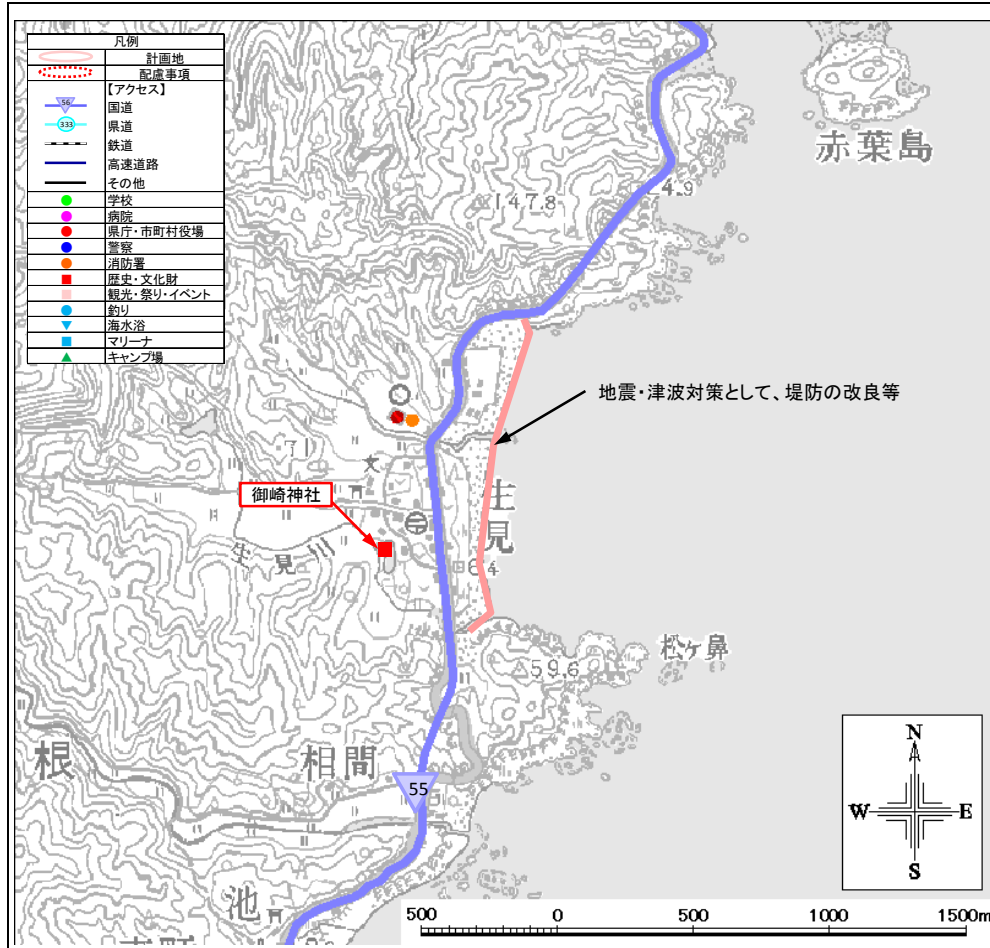 凡例
計画地
配慮事項
【アクセス】
56
国道
333
県道
鉄道
高速道路
その他
学校
病院
県庁・市町村役場
警察
消防署
歴史・文化財
観光・祭り・イベント
釣り
海水浴
マリーナ
キャンプ場
赤葉島
147.8
4.9
地震・津波対策として、堤防の改良等
71
文
御崎神社
生見
生見川
8.4
松ヶ鼻
59.6
根
相間
55
池
N
W E
S
500 0 500 1000 1500m